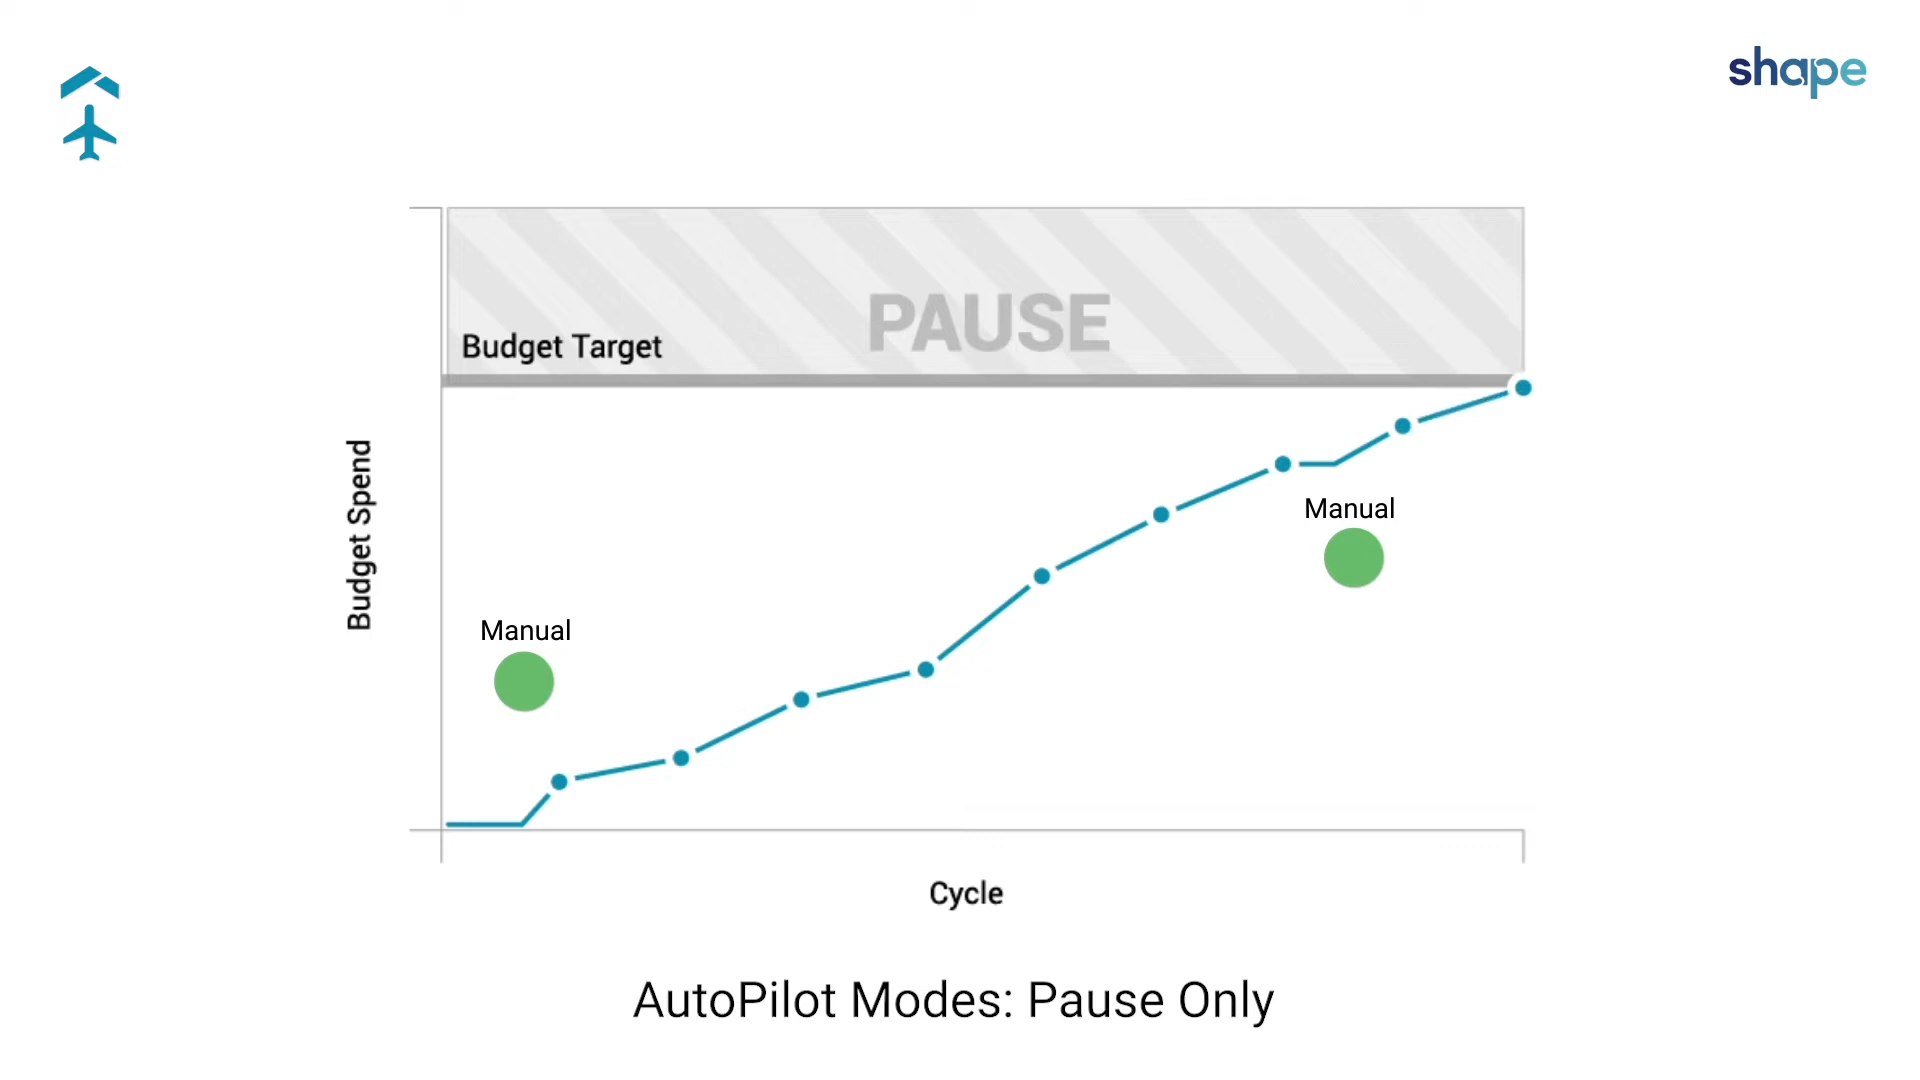 shape
PAUSE
Budget Target
Budget Spend
Manual
Manual
Cycle
AutoPilot Modes: Pause Only